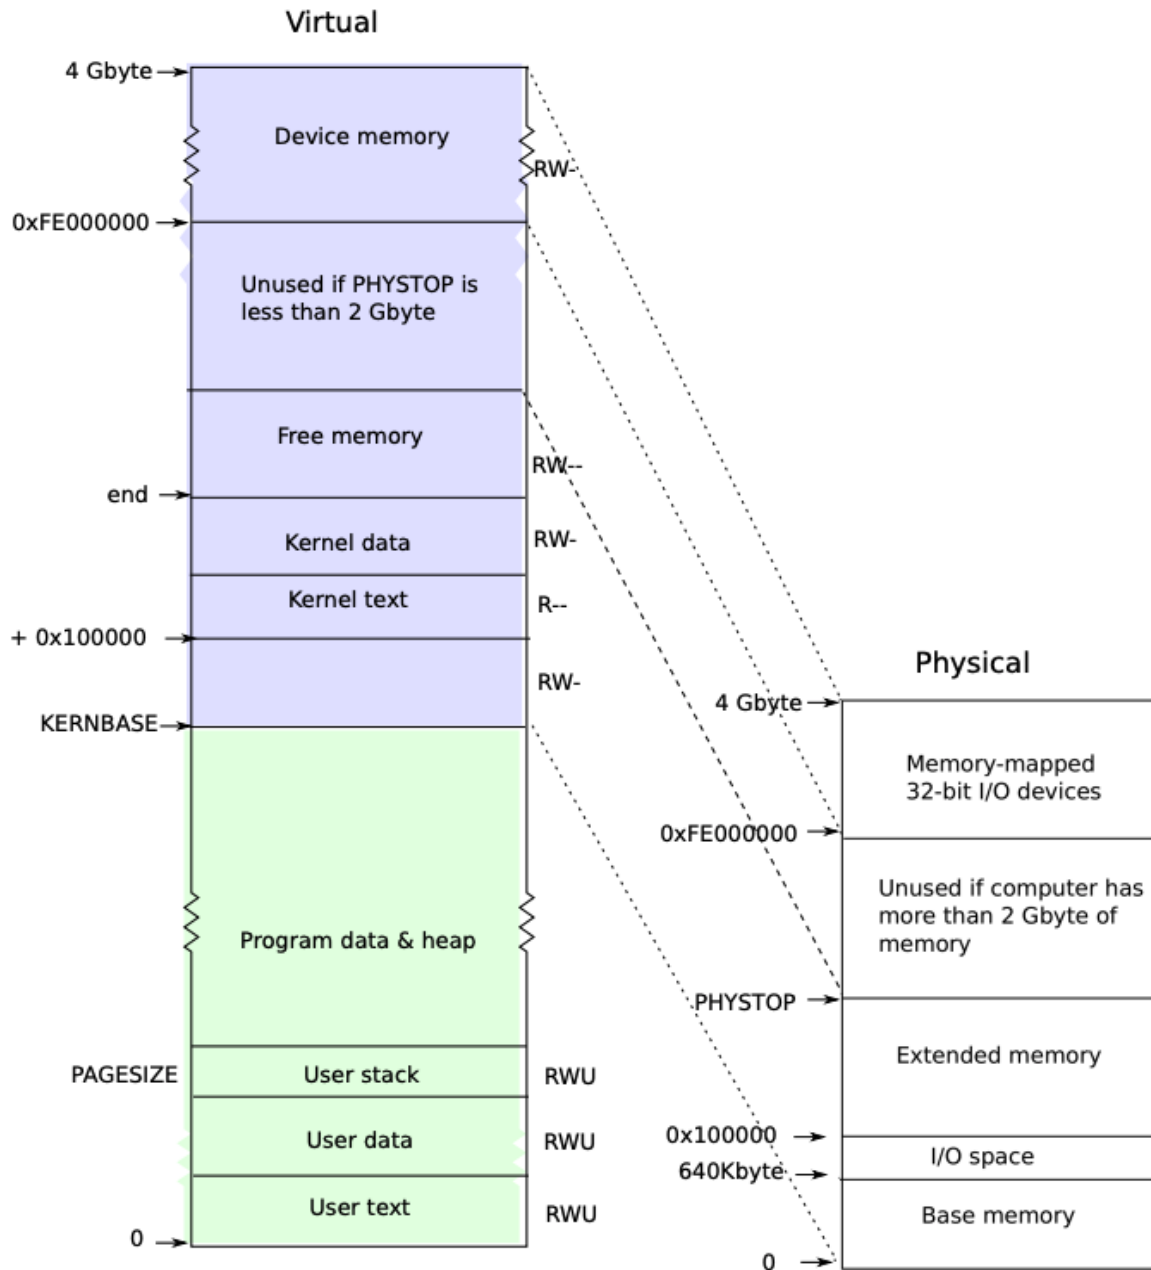 Virtual
4 Gbyte
Device memory
RW-
0xFE000000
Unused if PHYSTOP is
less than 2 Gbyte
Free memory
RW--
end
Kernel data
RW-
Kernel text
R--
+ 0x100000
RW-
KERNBASE
Program data & heap
PAGESIZE
User stack
RWU
User data
RWU
User text
RWU
0
Physical
4 Gbyte
Memory-mapped
32-bit I/O devices
0xFE000000
Unused if computer has
more than 2 Gbyte of
memory
PHYSTOP
Extended memory
0x100000
I/O space
640Kbyte
Base memory
0